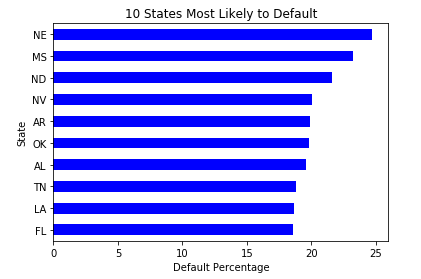 10 States Most Likely to Default
State
NE
MS
ND
NV
AR
OK
AL
TN
LA
FL
0 5 10 15 20 25
Default Percentage